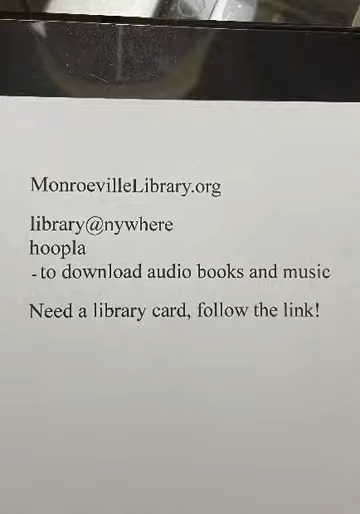 MonroevilleLibrary.org
library@nywhere
hoopla
- to download audio books and music
Need a library card, follow the link!